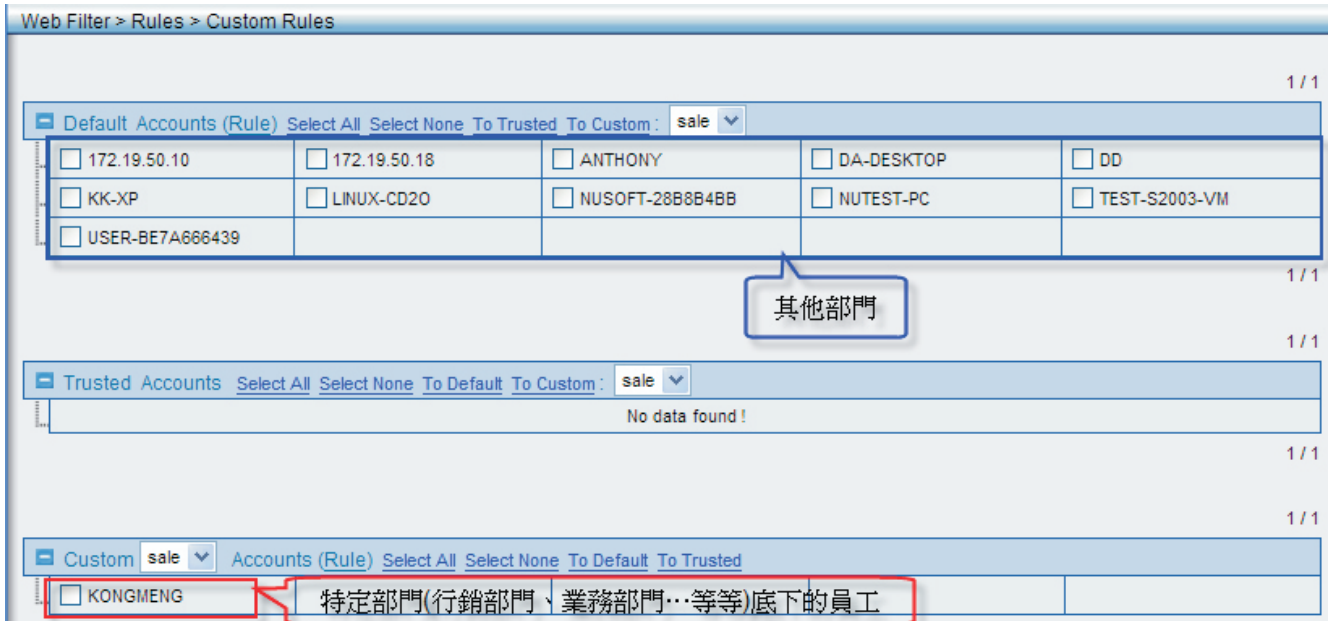 Web Filter > Rules > Custom Rules
1 / 1
Default Accounts (Rule) Select All Select None To Trusted To Custom : sale
172.19.50.10 172.19.50.18 ANTHONY DA-DESKTOP DD
KK-XP LINUX-CD2O NUSOFT-28B8B4BB NUTEST-PC TEST-S2003-VM
USER-BE7A666439
1 / 1
其他部門
1 / 1
Trusted Accounts Select All Select None To Default To Custom : sale
No data found !
1 / 1
1 / 1
Custom sale Accounts (Rule) Select All Select None To Default To Trusted
KONGMENG 特定部門(行銷部門、業務部門…等等)底下的員工